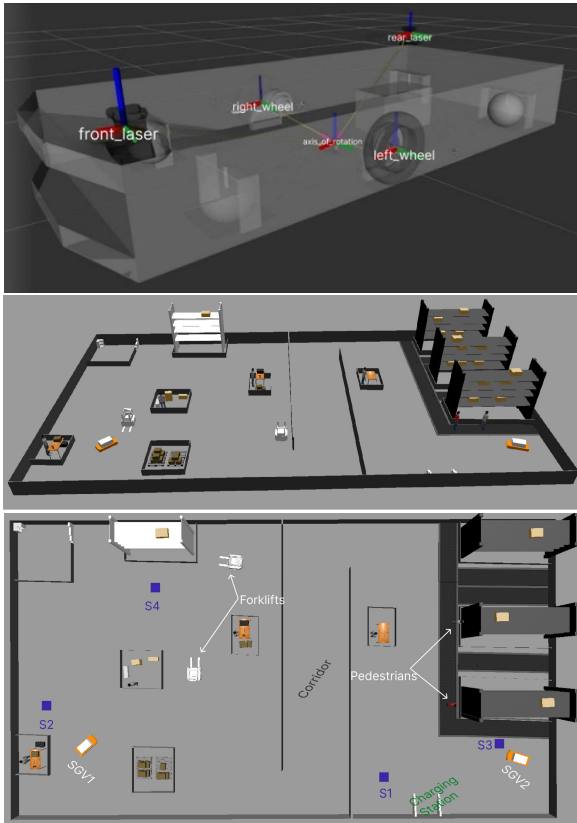 rear_laser
right_wheel
front_laser
axis_of_rotation
left_wheel
S4
Forklifts
Corridor
Pedestrians
S2
SGV1
S3
SGV2
S1
Charging
Station